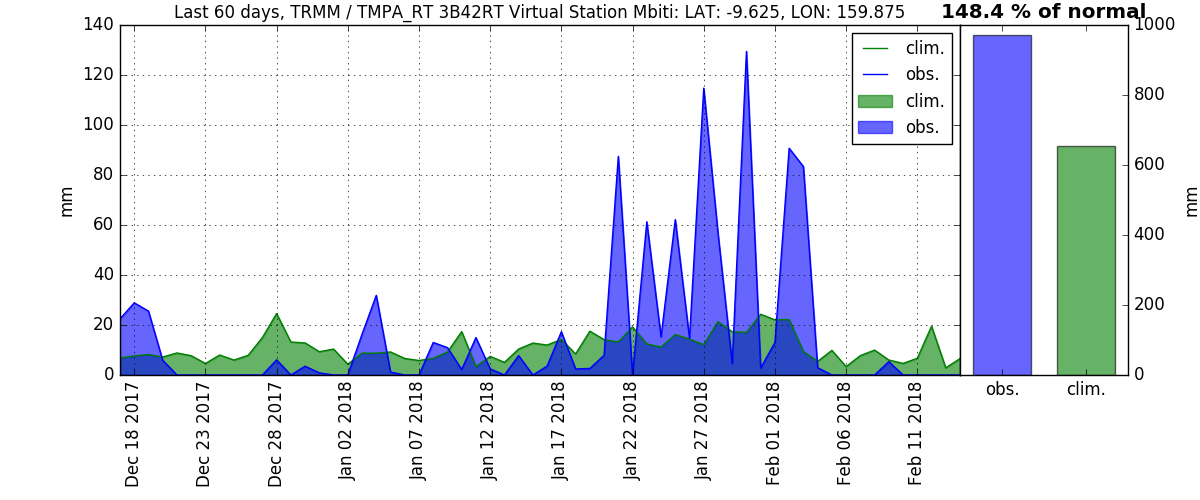 Last 60 days, TRMM / TMPA_RT 3B42RT Virtual Station Mbiti: LAT: -9.625, LON: 159.875
148.4 % of normal
140
120
100
80
60
40
20
0
mm
clim.
obs.
clim.
obs.
Dec 18 2017
Dec 23 2017
Dec 28 2017
Jan 02 2018
Jan 07 2018
Jan 12 2018
Jan 17 2018
Jan 22 2018
Jan 27 2018
Feb 01 2018
Feb 06 2018
Feb 11 2018
1000
800
600
400
200
0
mm
obs.
clim.